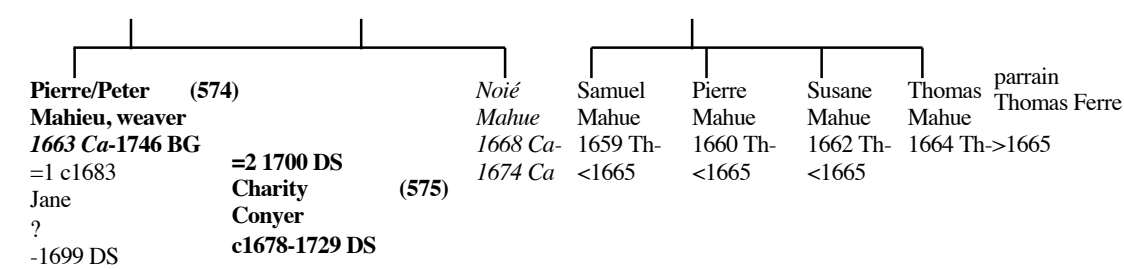 Pierre/Peter (574)
Mahieu, weaver
1663 Ca-1746 BG
=1 c1683
Jane
?
-1699 DS
=2 1700 DS
Charity (575)
Conyer
c1678-1729 DS
Noié
Mahue
1668 Ca-
1674 Ca
Samuel
Mahue
1659 Th-
<1665
Pierre
Mahue
1660 Th-
<1665
Susane
Mahue
1662 Th-
<1665
Thomas
Mahue
1664 Th->1665
parrain
Thomas Ferre